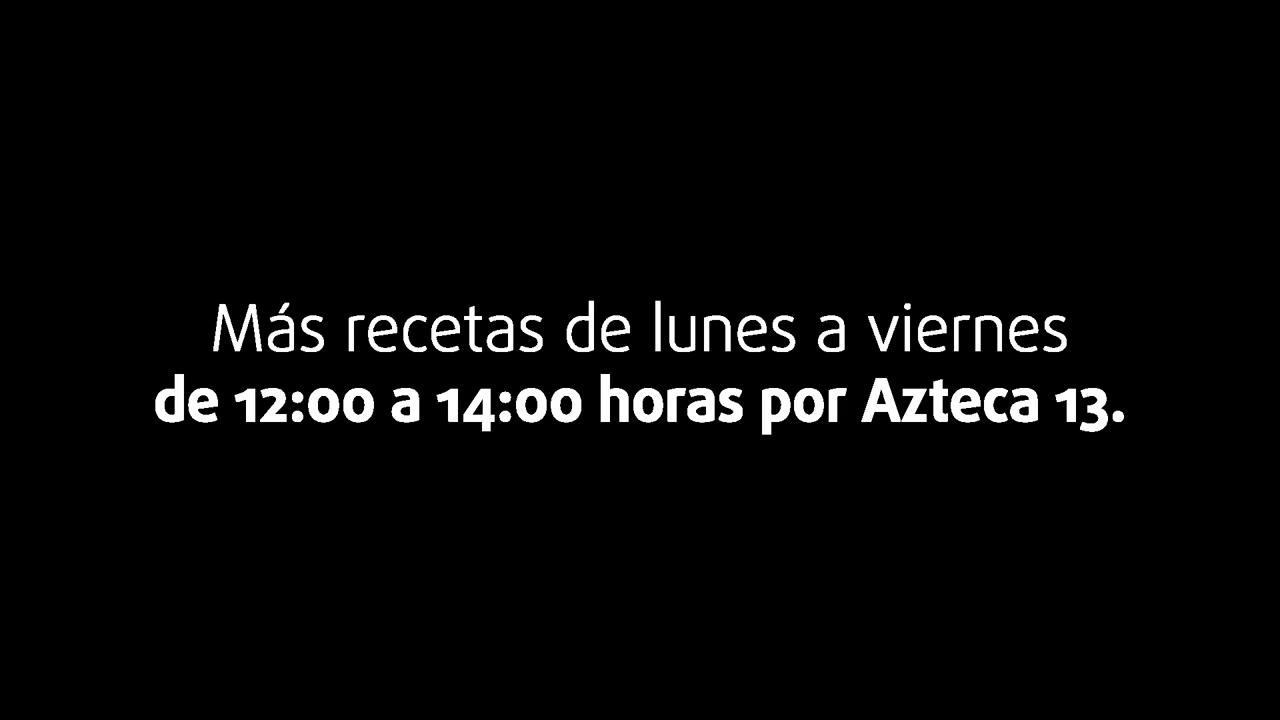 Más recetas de lunes a viernes
de 12:00 a 14:00 horas por Azteca 13.